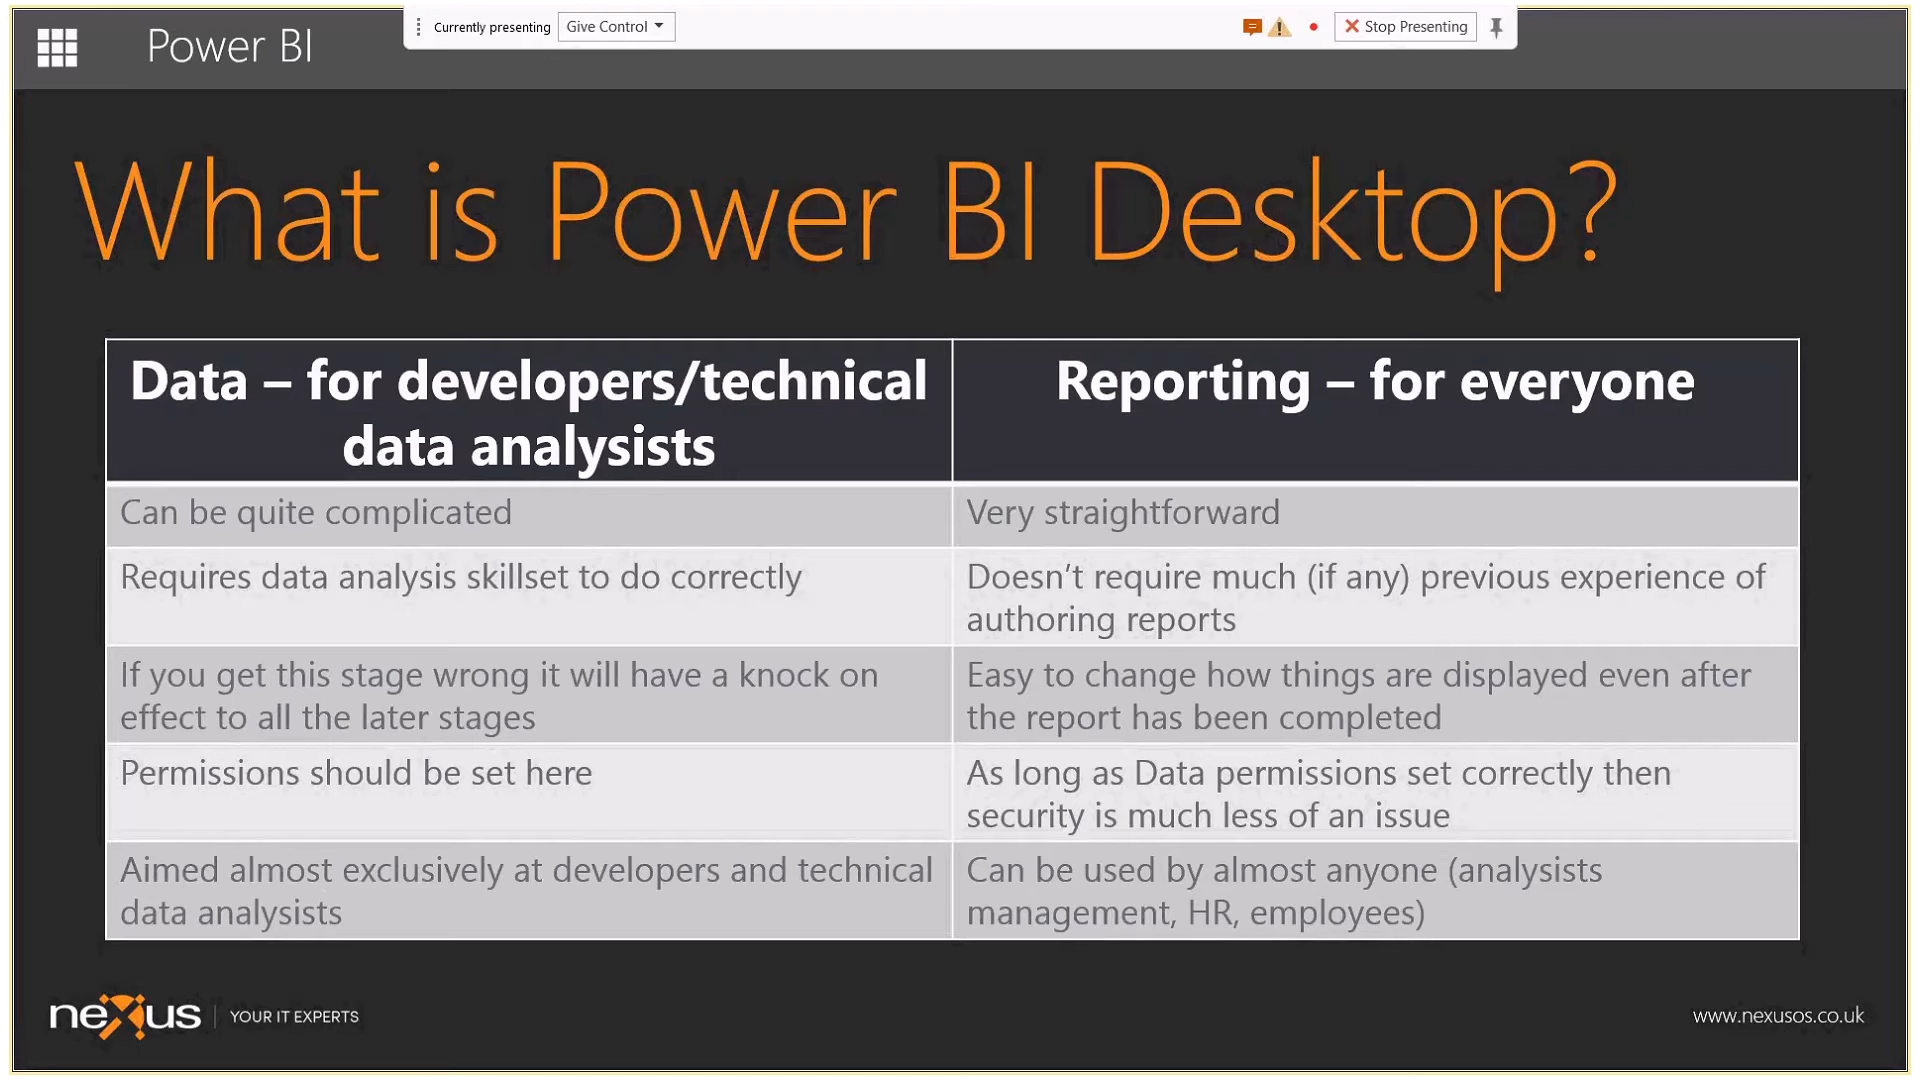 Power BI
Currently presenting
Give Control
Stop Presenting
What is Power BI Desktop?
Data – for developers/technical
data analysists
Reporting – for everyone
Can be quite complicated
Very straightforward
Requires data analysis skillset to do correctly
Doesn't require much (if any) previous experience of
authoring reports
If you get this stage wrong it will have a knock on
effect to all the later stages
Easy to change how things are displayed even after
the report has been completed
Permissions should be set here
As long as Data permissions set correctly then
security is much less of an issue
Aimed almost exclusively at developers and technical
data analysists
Can be used by almost anyone (analysists
management, HR, employees)
nexus
YOUR IT EXPERTS
www.nexusos.co.uk